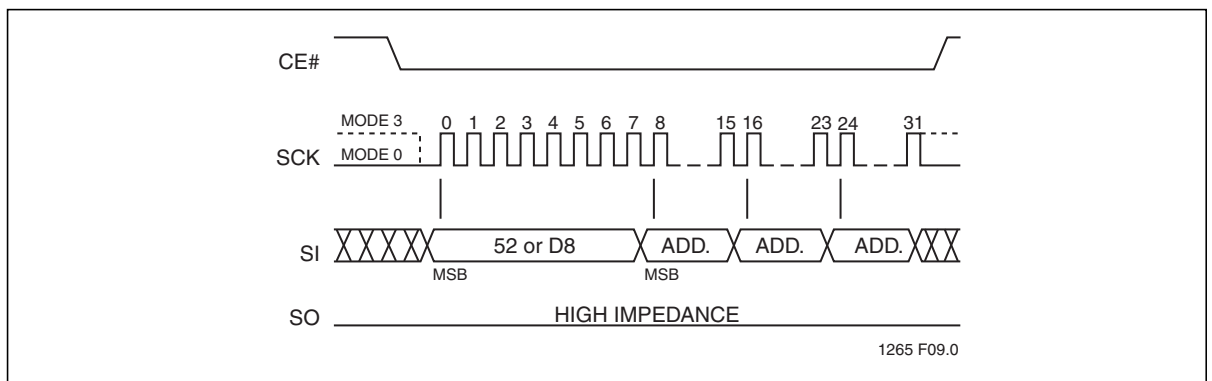 CE#
MODE 3
0 1 2 3 4 5 6 7 8 15 16 23 24 31
SCK
MODE 0
SI
52 or D8 ADD. ADD. ADD.
MSB MSB
SO
HIGH IMPEDANCE
1265 F09.0